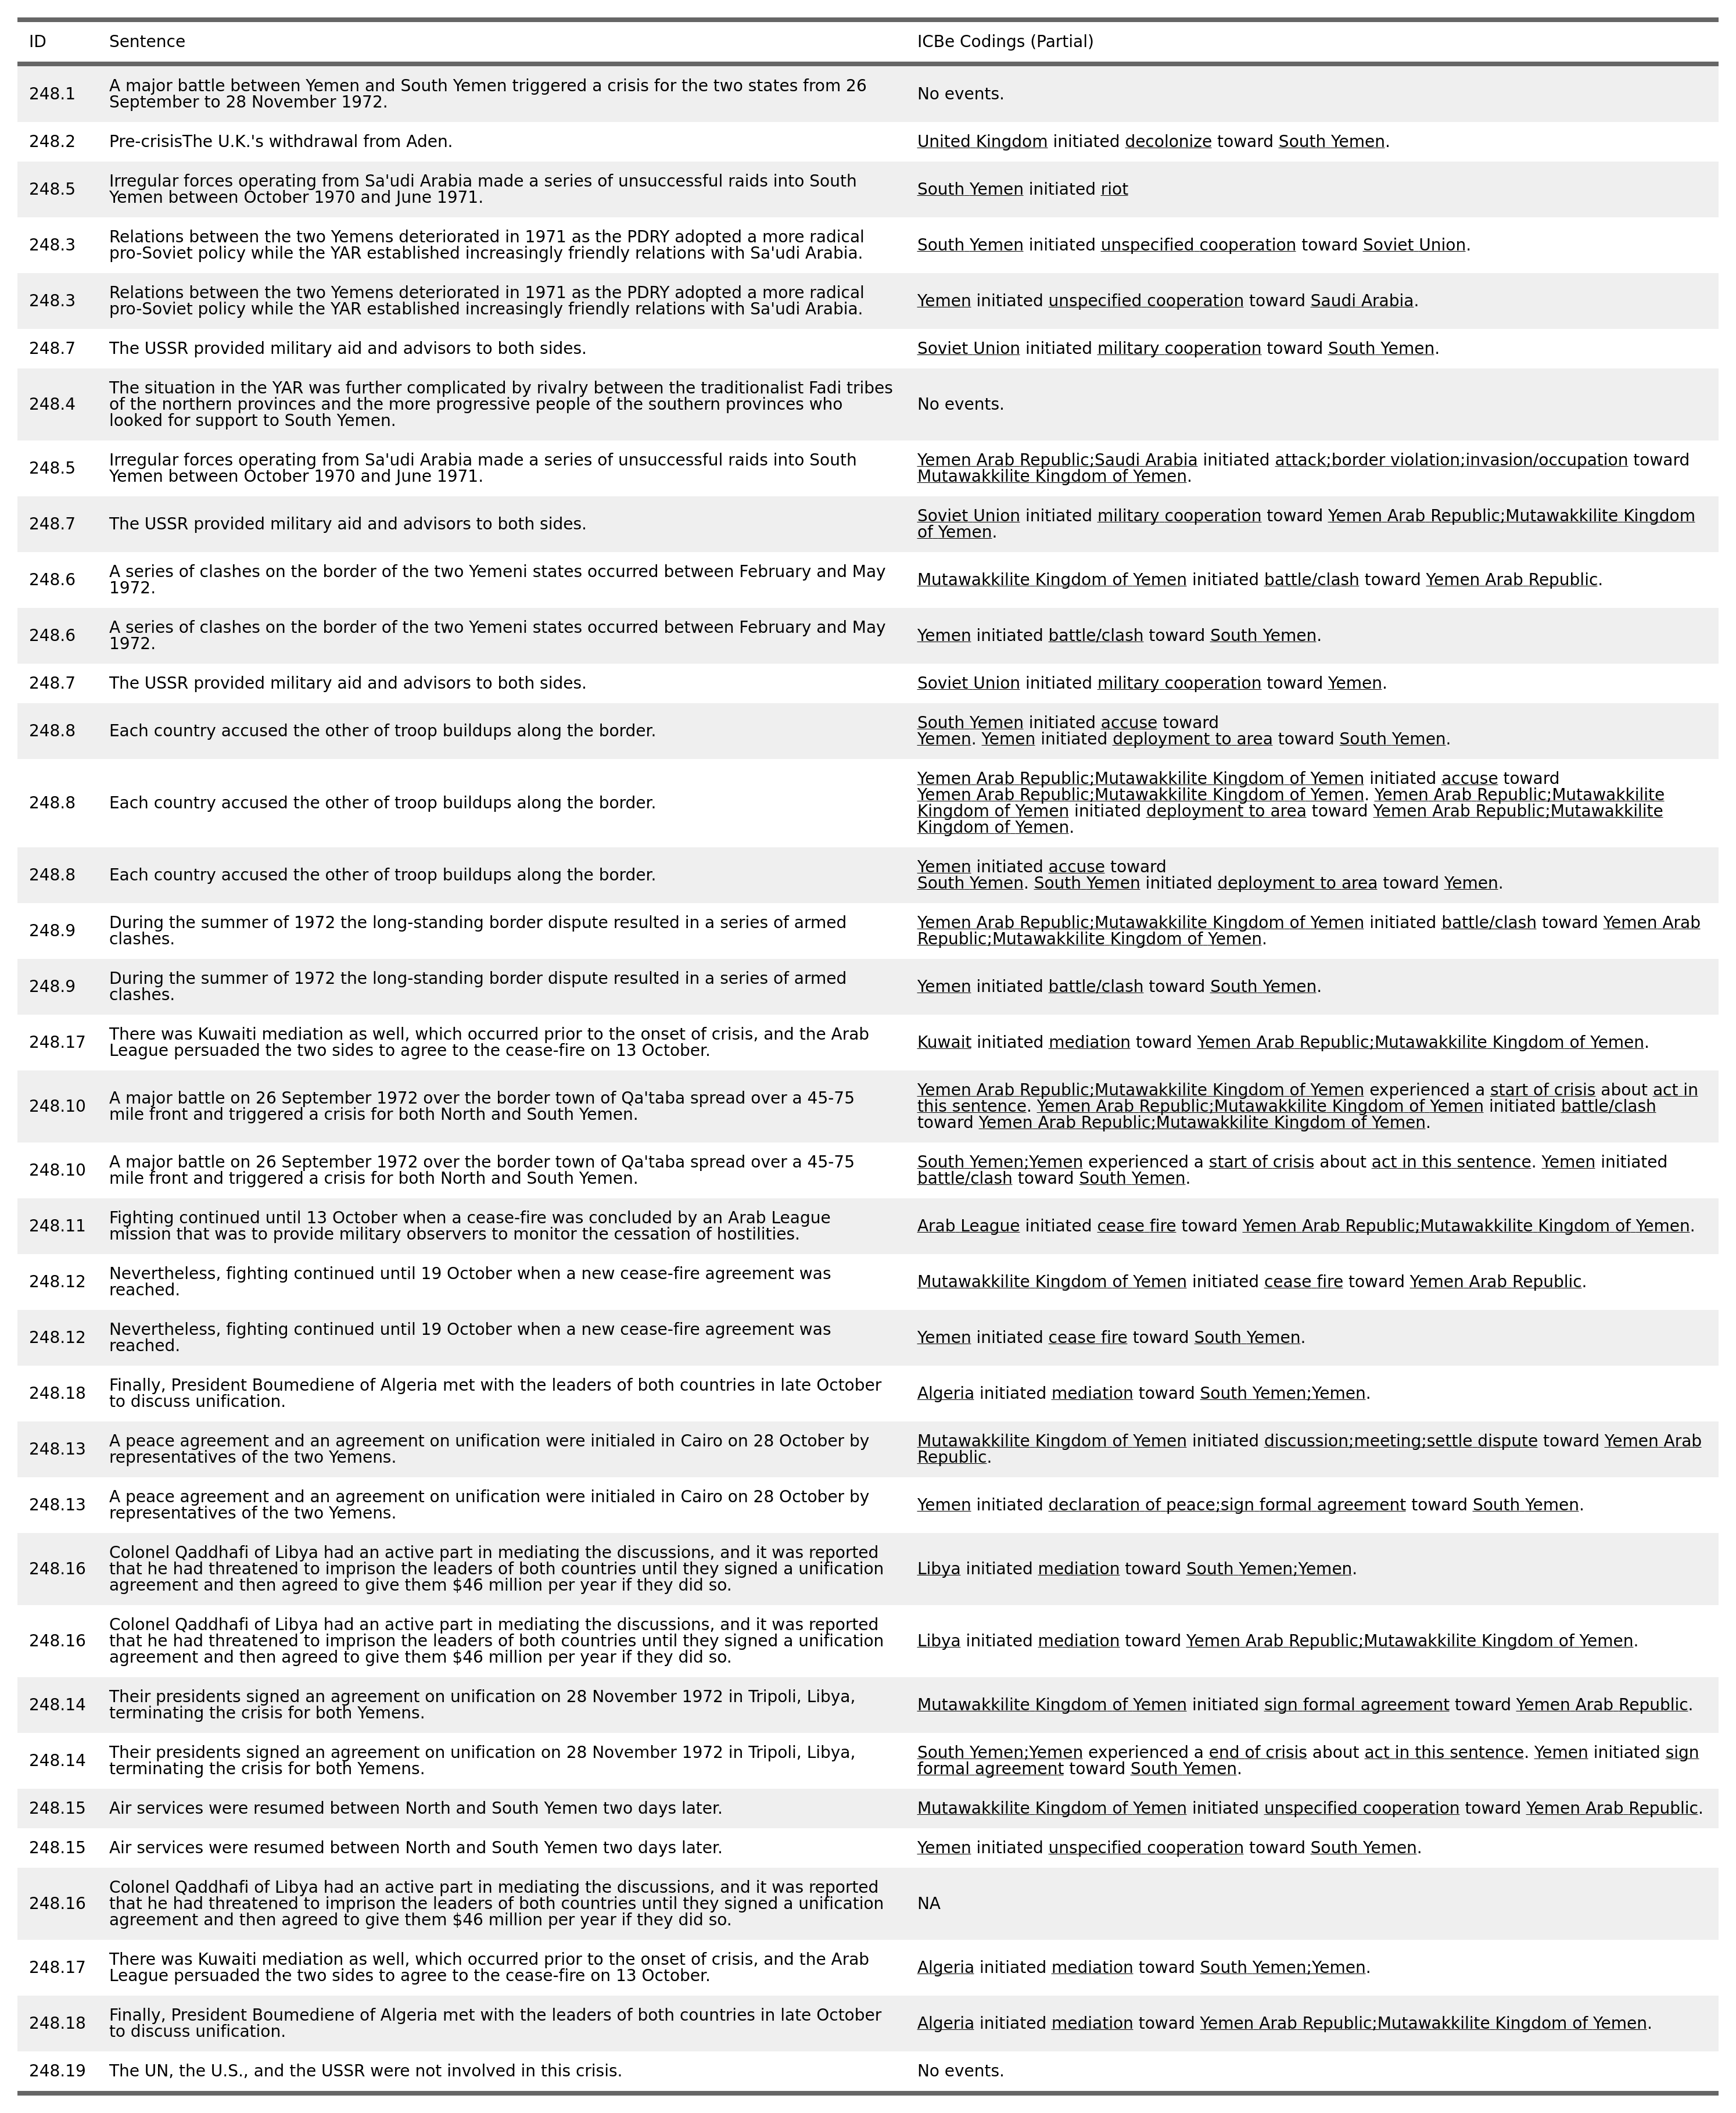 ID Sentence ICBe Codings (Partial)
248.1 A major battle between Yemen and South Yemen triggered a crisis for the two states from 26 September to 28 November 1972. No events.
248.2 Pre-crisisThe U.K.'s withdrawal from Aden. United Kingdom initiated decolonize toward South Yemen.
248.5 Irregular forces operating from Sa'udi Arabia made a series of unsuccessful raids into South Yemen between October 1970 and June 1971. South Yemen initiated riot
248.3 Relations between the two Yemens deteriorated in 1971 as the PDRY adopted a more radical pro-Soviet policy while the YAR established increasingly friendly relations with Sa'udi Arabia. South Yemen initiated unspecified cooperation toward Soviet Union.
248.3 Relations between the two Yemens deteriorated in 1971 as the PDRY adopted a more radical pro-Soviet policy while the YAR established increasingly friendly relations with Sa'udi Arabia. Yemen initiated unspecified cooperation toward Saudi Arabia.
248.7 The USSR provided military aid and advisors to both sides. Soviet Union initiated military cooperation toward South Yemen.
248.4 The situation in the YAR was further complicated by rivalry between the traditionalist Fadi tribes of the northern provinces and the more progressive people of the southern provinces who looked for support to South Yemen. No events.
248.5 Irregular forces operating from Sa'udi Arabia made a series of unsuccessful raids into South Yemen between October 1970 and June 1971. Yemen Arab Republic;Saudi Arabia initiated attack;border violation;invasion/occupation toward Mutawakkilite Kingdom of Yemen.
248.7 The USSR provided military aid and advisors to both sides. Soviet Union initiated military cooperation toward Yemen Arab Republic;Mutawakkilite Kingdom of Yemen.
248.6 A series of clashes on the border of the two Yemeni states occurred between February and May 1972. Mutawakkilite Kingdom of Yemen initiated battle/clash toward Yemen Arab Republic.
248.6 A series of clashes on the border of the two Yemeni states occurred between February and May 1972. Yemen initiated battle/clash toward South Yemen.
248.7 The USSR provided military aid and advisors to both sides. Soviet Union initiated military cooperation toward Yemen.
248.8 Each country accused the other of troop buildups along the border. South Yemen initiated accuse toward Yemen. Yemen initiated deployment to area toward South Yemen.
248.8 Each country accused the other of troop buildups along the border. Yemen Arab Republic;Mutawakkilite Kingdom of Yemen initiated accuse toward Yemen Arab Republic;Mutawakkilite Kingdom of Yemen. Yemen Arab Republic;Mutawakkilite Kingdom of Yemen initiated deployment to area toward Yemen Arab Republic;Mutawakkilite Kingdom of Yemen.
248.8 Each country accused the other of troop buildups along the border. Yemen initiated accuse toward South Yemen. South Yemen initiated deployment to area toward Yemen.
248.9 During the summer of 1972 the long-standing border dispute resulted in a series of armed clashes. Yemen Arab Republic;Mutawakkilite Kingdom of Yemen initiated battle/clash toward Yemen Arab Republic;Mutawakkilite Kingdom of Yemen.
248.9 During the summer of 1972 the long-standing border dispute resulted in a series of armed clashes. Yemen initiated battle/clash toward South Yemen.
248.17 There was Kuwaiti mediation as well, which occurred prior to the onset of crisis, and the Arab League persuaded the two sides to agree to the cease-fire on 13 October. Kuwait initiated mediation toward Yemen Arab Republic;Mutawakkilite Kingdom of Yemen.
248.10 A major battle on 26 September 1972 over the border town of Qa'taba spread over a 45-75 mile front and triggered a crisis for both North and South Yemen. Yemen Arab Republic;Mutawakkilite Kingdom of Yemen experienced a start of crisis about act in this sentence. Yemen Arab Republic;Mutawakkilite Kingdom of Yemen initiated battle/clash toward Yemen Arab Republic;Mutawakkilite Kingdom of Yemen.
248.10 A major battle on 26 September 1972 over the border town of Qa'taba spread over a 45-75 mile front and triggered a crisis for both North and South Yemen. South Yemen;Yemen experienced a start of crisis about act in this sentence. Yemen initiated battle/clash toward South Yemen.
248.11 Fighting continued until 13 October when a cease-fire was concluded by an Arab League mission that was to provide military observers to monitor the cessation of hostilities. Arab League initiated cease fire toward Yemen Arab Republic;Mutawakkilite Kingdom of Yemen.
248.12 Nevertheless, fighting continued until 19 October when a new cease-fire agreement was reached. Mutawakkilite Kingdom of Yemen initiated cease fire toward Yemen Arab Republic.
248.12 Nevertheless, fighting continued until 19 October when a new cease-fire agreement was reached. Yemen initiated cease fire toward South Yemen.
248.18 Finally, President Boumediene of Algeria met with the leaders of both countries in late October to discuss unification. Algeria initiated mediation toward South Yemen;Yemen.
248.13 A peace agreement and an agreement on unification were initialed in Cairo on 28 October by representatives of the two Yemens. Mutawakkilite Kingdom of Yemen initiated discussion;meeting;settle dispute toward Yemen Arab Republic.
248.13 A peace agreement and an agreement on unification were initialed in Cairo on 28 October by representatives of the two Yemens. Yemen initiated declaration of peace;sign formal agreement toward South Yemen.
248.16 Colonel Qaddhafi of Libya had an active part in mediating the discussions, and it was reported that he had threatened to imprison the leaders of both countries until they signed a unification agreement and then agreed to give them $46 million per year if they did so. Libya initiated mediation toward South Yemen;Yemen.
248.16 Colonel Qaddhafi of Libya had an active part in mediating the discussions, and it was reported that he had threatened to imprison the leaders of both countries until they signed a unification agreement and then agreed to give them $46 million per year if they did so. Libya initiated mediation toward Yemen Arab Republic;Mutawakkilite Kingdom of Yemen.
248.14 Their presidents signed an agreement on unification on 28 November 1972 in Tripoli, Libya, terminating the crisis for both Yemens. Mutawakkilite Kingdom of Yemen initiated sign formal agreement toward Yemen Arab Republic.
248.14 Their presidents signed an agreement on unification on 28 November 1972 in Tripoli, Libya, terminating the crisis for both Yemens. South Yemen;Yemen experienced a end of crisis about act in this sentence. Yemen initiated sign formal agreement toward South Yemen.
248.15 Air services were resumed between North and South Yemen two days later. Mutawakkilite Kingdom of Yemen initiated unspecified cooperation toward Yemen Arab Republic.
248.15 Air services were resumed between North and South Yemen two days later. Yemen initiated unspecified cooperation toward South Yemen.
248.16 Colonel Qaddhafi of Libya had an active part in mediating the discussions, and it was reported that he had threatened to imprison the leaders of both countries until they signed a unification agreement and then agreed to give them $46 million per year if they did so. NA
248.17 There was Kuwaiti mediation as well, which occurred prior to the onset of crisis, and the Arab League persuaded the two sides to agree to the cease-fire on 13 October. Algeria initiated mediation toward South Yemen;Yemen.
248.18 Finally, President Boumediene of Algeria met with the leaders of both countries in late October to discuss unification. Algeria initiated mediation toward Yemen Arab Republic;Mutawakkilite Kingdom of Yemen.
248.19 The UN, the U.S., and the USSR were not involved in this crisis. No events.